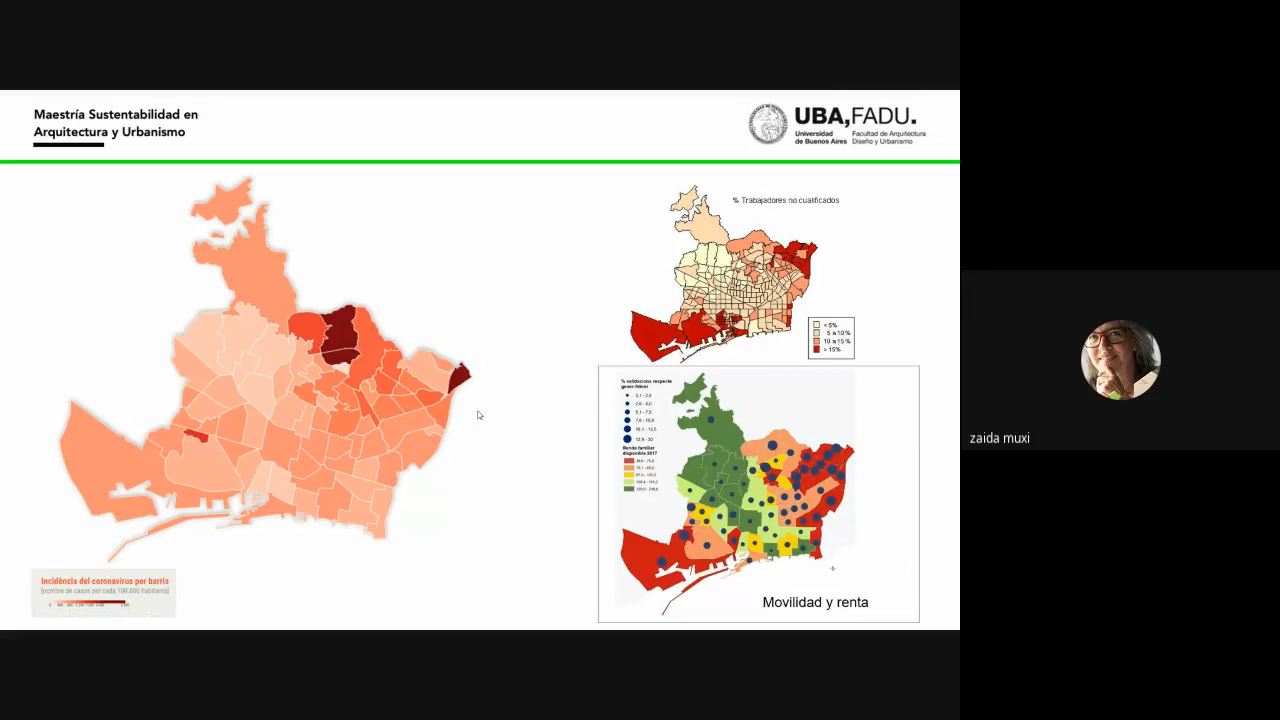 Maestría Sustentabilidad en
Arquitectura y Urbanismo
UBA,FADU.
Universidad
de Buenos Aires
Facultad de Arquitectura
Diseño y Urbanismo
% Trabajadores no cualificados
< 5%
5 a 10 %
10 a 15 %
> 15%
% validacions respecte
gener-febrer
Renda familiar
disponible 2017
Movilidad y renta
Incidència del coronavirus per barris
(nombre de casos per cada 100.000 habitants)
zaida muxi